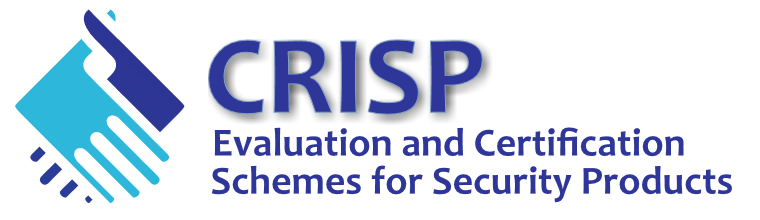 CRISP
Evaluation and Certification
Schemes for Security Products